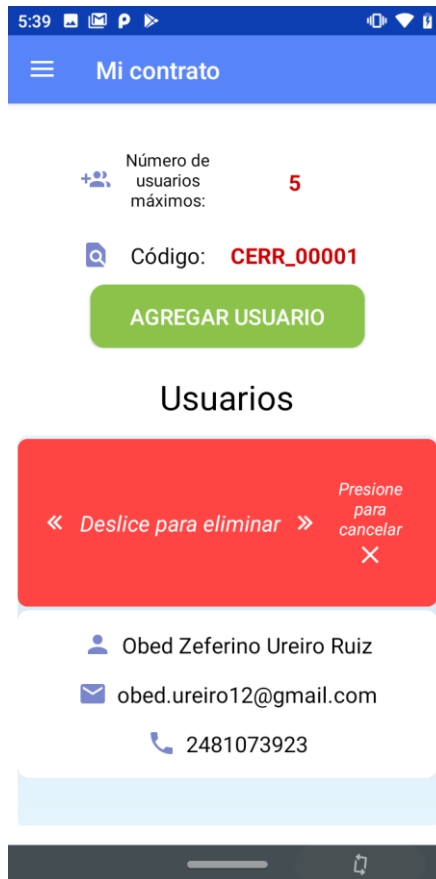 5:39
Mi contrato
Número de
usuarios
máximos:
5
Código: CERR_00001
AGREGAR USUARIO
Usuarios
« Deslice para eliminar »
Presione
para
cancelar
Obed Zeferino Ureiro Ruiz
obed.ureiro12@gmail.com
2481073923